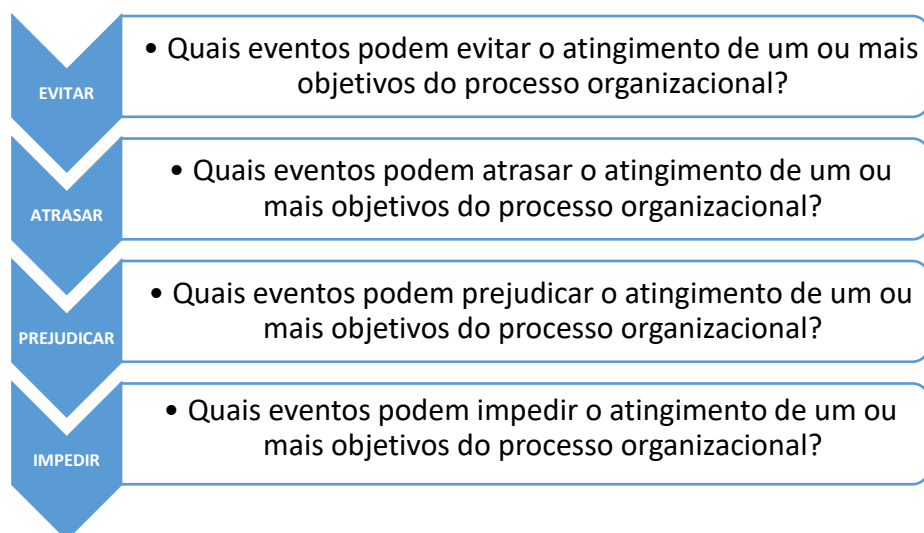 EVITAR
• Quais eventos podem evitar o atingimento de um ou mais
objetivos do processo organizacional?
ATRASAR
• Quais eventos podem atrasar o atingimento de um ou
mais objetivos do processo organizacional?
PREJUDICAR
• Quais eventos podem prejudicar o atingimento de um ou
mais objetivos do processo organizacional?
IMPEDIR
• Quais eventos podem impedir o atingimento de um ou
mais objetivos do processo organizacional?